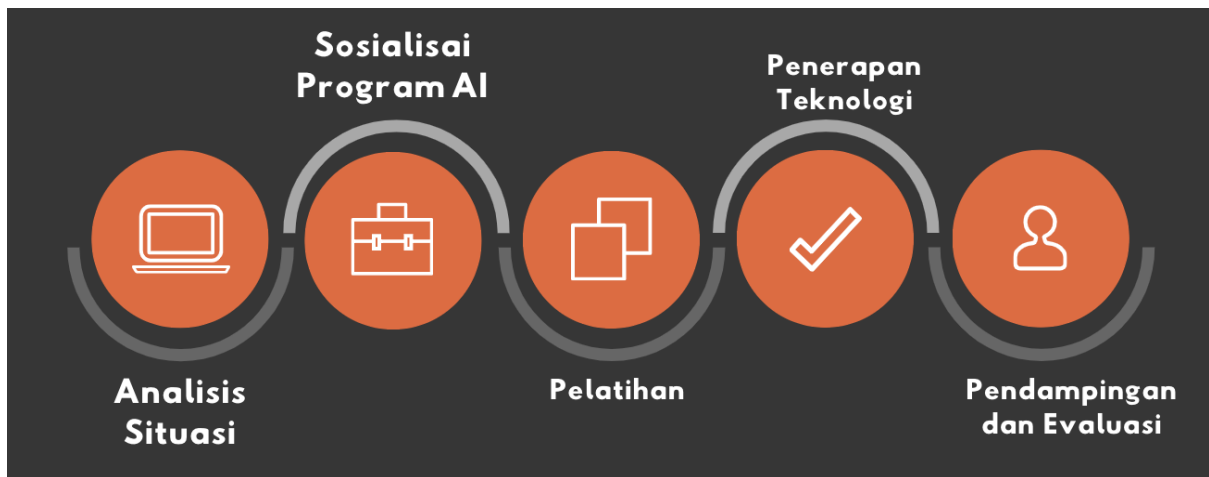 Analisis
Situasi
Sosialisai
Program AI
Pelatihan
Penerapan
Teknologi
Pendampingan
dan Evaluasi